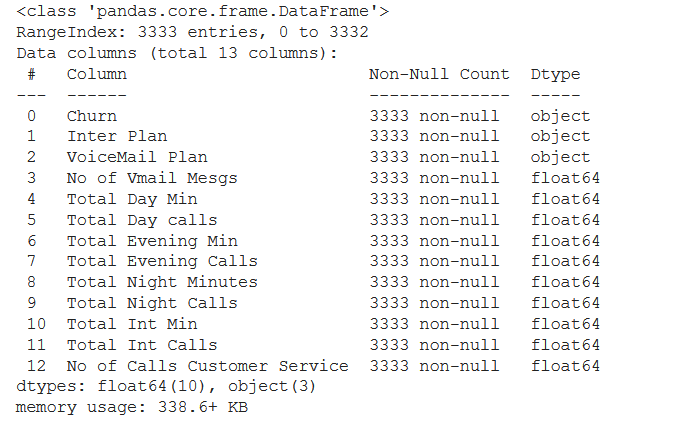 <class 'pandas.core.frame.DataFrame'>
RangeIndex: 3333 entries, 0 to 3332
Data columns (total 13 columns):
 #   Column                       Non-Null Count  Dtype
---  ------                       --------------  -----
 0   Churn                        3333 non-null   object
 1   Inter Plan                   3333 non-null   object
 2   VoiceMail Plan               3333 non-null   object
 3   No of Vmail Mesgs            3333 non-null   float64
 4   Total Day Min                3333 non-null   float64
 5   Total Day calls              3333 non-null   float64
 6   Total Evening Min            3333 non-null   float64
 7   Total Evening Calls          3333 non-null   float64
 8   Total Night Minutes          3333 non-null   float64
 9   Total Night Calls            3333 non-null   float64
 10  Total Int Min                3333 non-null   float64
 11  Total Int Calls              3333 non-null   float64
 12  No of Calls Customer Service 3333 non-null   float64
dtypes: float64(10), object(3)
memory usage: 338.6+ KB